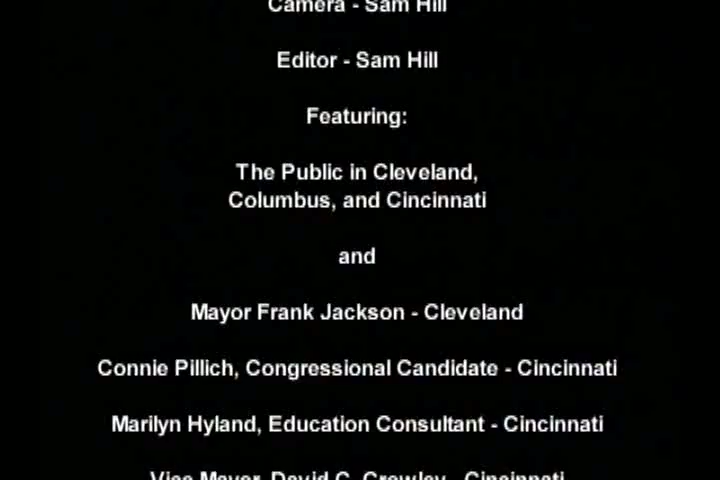 Camera - Sam Hill
Editor - Sam Hill
Featuring:
The Public in Cleveland,
Columbus, and Cincinnati
and
Mayor Frank Jackson - Cleveland
Connie Pillich, Congressional Candidate - Cincinnati
Marilyn Hyland, Education Consultant - Cincinnati
Vice Mayor, David C. Crowley - Cincinnati